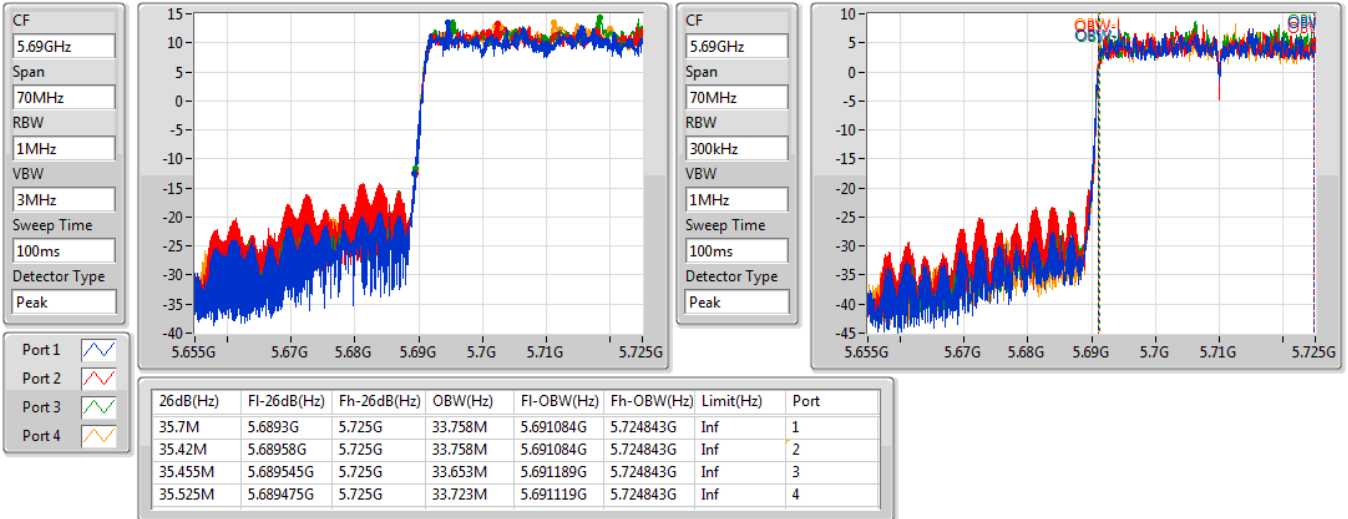 CF
5.69GHz
Span
70MHz
RBW
1MHz
VBW
3MHz
Sweep Time
100ms
Detector Type
Peak
15
10
5
0
-5
-10
-15
-20
-25
-30
-35
-40
5.655G 5.67G 5.68G 5.69G 5.7G 5.71G 5.725G
CF
5.69GHz
Span
70MHz
RBW
300kHz
VBW
1MHz
Sweep Time
100ms
Detector Type
Peak
10
5
0
-5
-10
-15
-20
-25
-30
-35
-40
-45
5.655G 5.67G 5.68G 5.69G 5.7G 5.71G 5.725G
Port 1
Port 2
Port 3
Port 4
26dB(Hz) Fl-26dB(Hz) Fh-26dB(Hz) OBW(Hz) Fl-OBW(Hz) Fh-OBW(Hz) Limit(Hz) Port
35.7M 5.6893G 5.725G 33.758M 5.691084G 5.724843G Inf 1
35.42M 5.68958G 5.725G 33.758M 5.691084G 5.724843G Inf 2
35.455M 5.689545G 5.725G 33.653M 5.691189G 5.724843G Inf 3
35.525M 5.689475G 5.725G 33.723M 5.691119G 5.724843G Inf 4